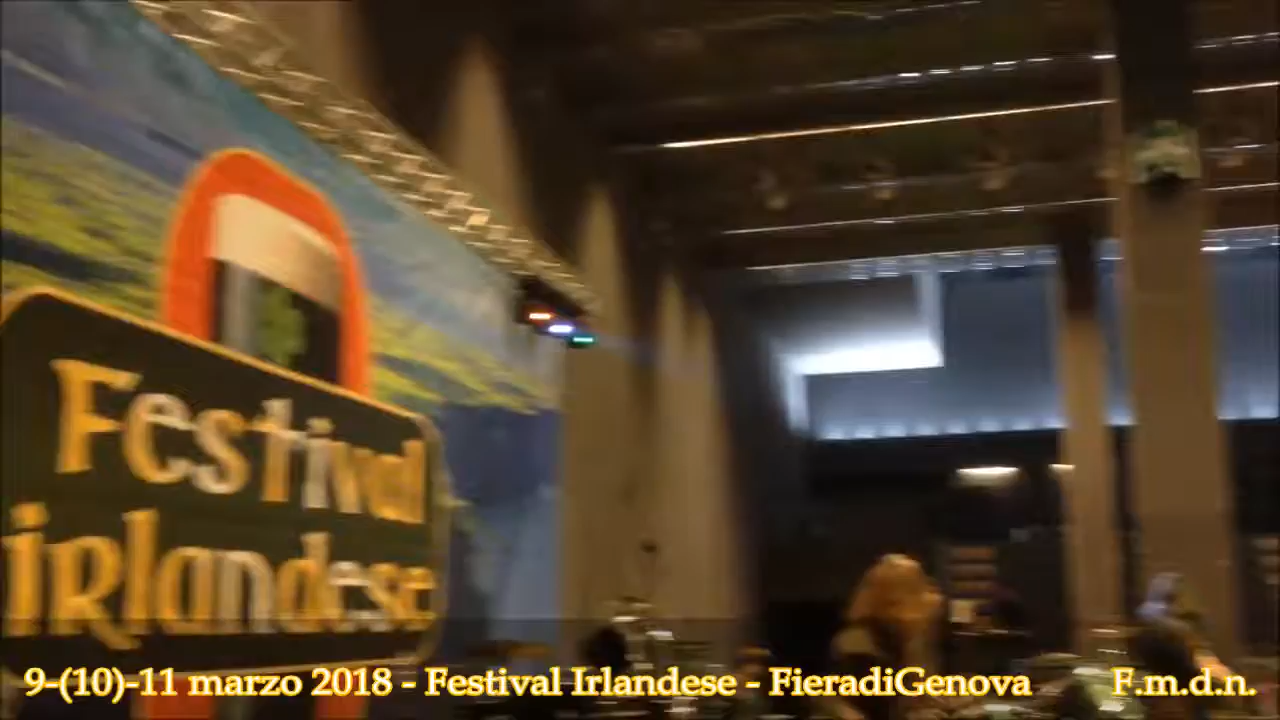 Festival
irlandese
9-(10)-11 marzo 2018 - Festival Irlandese - FieradiGenova F.m.d.n.